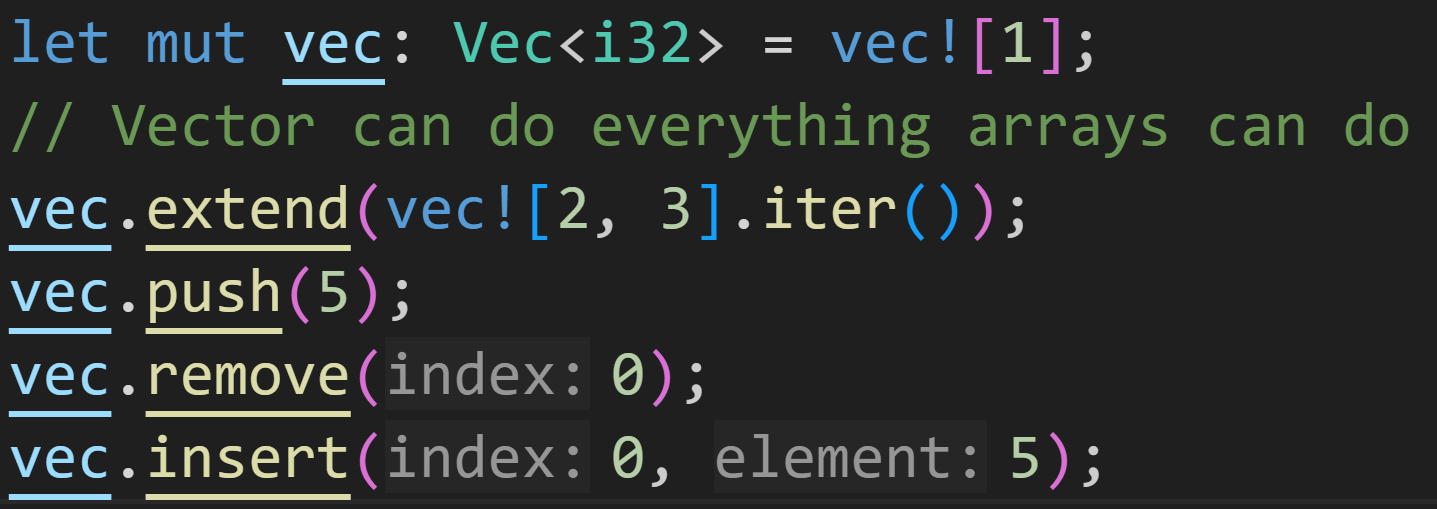 let mut vec: Vec<i32> = vec![1];
// Vector can do everything arrays can do
vec.extend(vec![2, 3].iter());
vec.push(5);
vec.remove(index: 0);
vec.insert(index: 0, element: 5);